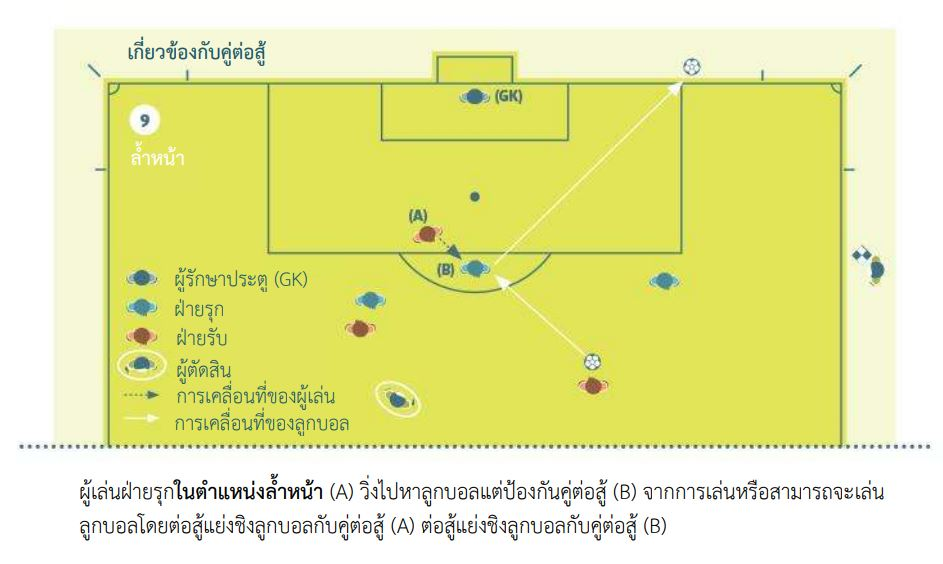 เกี่ยวข้องกับคู่ต่อสู้
(GK)
9
ล้ำหน้า
(A)
(B)
ผู้รักษาประตู (GK)
ฝ่ายรุก
ฝ่ายรับ
ผู้ตัดสิน
การเคลื่อนที่ของผู้เล่น
การเคลื่อนที่ของลูกบอล
ผู้เล่นฝ่ายรุกในตำแหน่งล้ำหน้า (A) วิ่งไปหาลูกบอลแต่ป้องกันคู่ต่อสู้ (B) จากการเล่นหรือสามารถจะเล่น
ลูกบอลโดยต่อสู้แย่งชิงลูกบอลกับคู่ต่อสู้ (A) ต่อสู้แย่งชิงลูกบอลกับคู่ต่อสู้ (B)